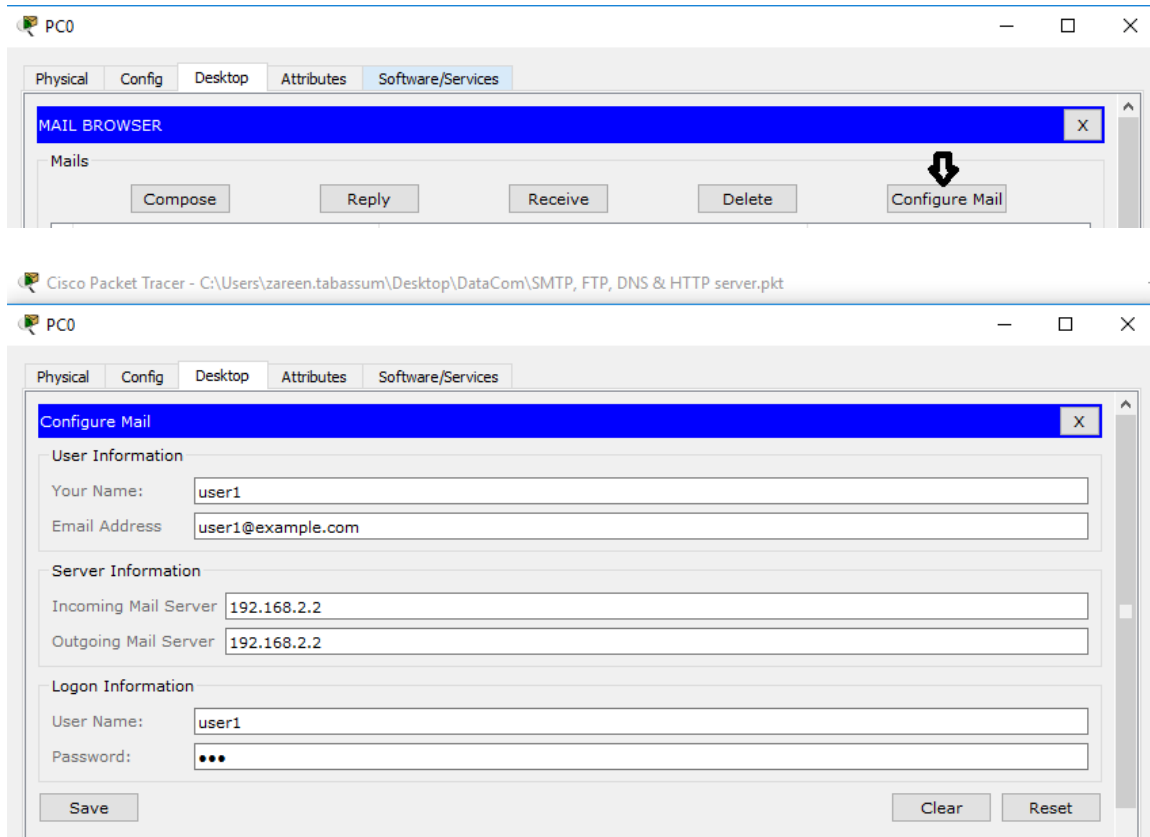 PC0
Physical Config Desktop Attributes Software/Services
MAIL BROWSER X
Mails
Compose Reply Receive Delete Configure Mail
Cisco Packet Tracer - C:\Users\zareen.tabassum\Desktop\DataCom\SMTP, FTP, DNS & HTTP server.pkt
PC0
Physical Config Desktop Attributes Software/Services
Configure Mail X
User Information
Your Name: user1
Email Address user1@example.com
Server Information
Incoming Mail Server 192.168.2.2
Outgoing Mail Server 192.168.2.2
Logon Information
User Name: user1
Password: •••
Save Clear Reset